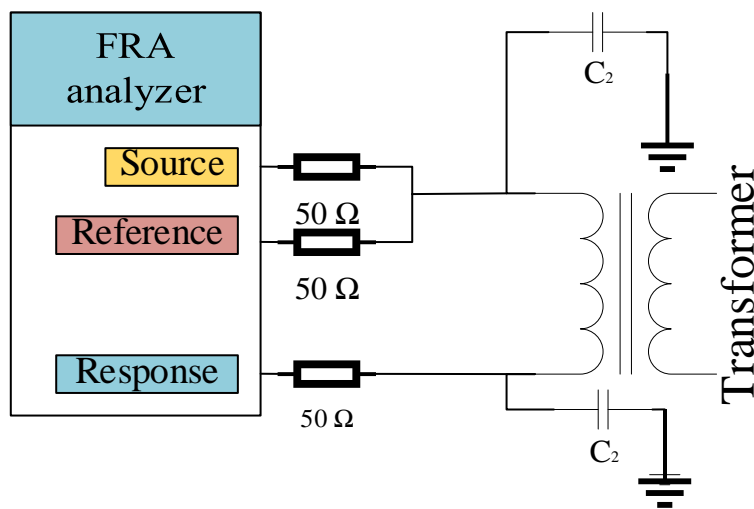 FRA
analyzer
Source
50 Ω
Reference
50 Ω
Response
50 Ω
C₂
C₂
Transformer